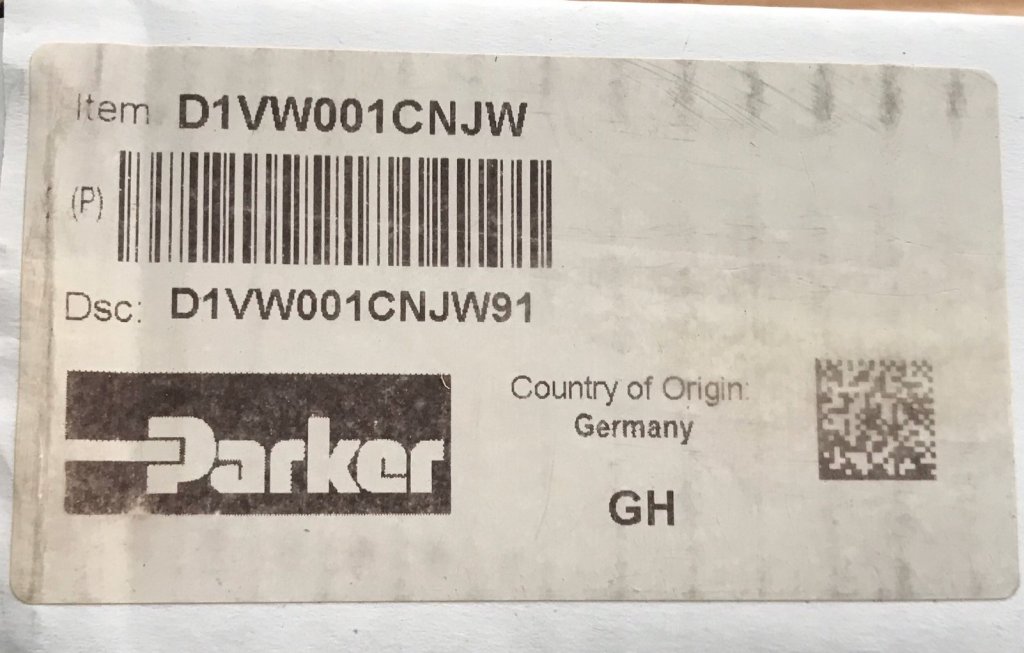 Item D1VW001CNJW
(P)
Dsc: D1VW001CNJW91
Parker
Country of Origin:
Germany
GH